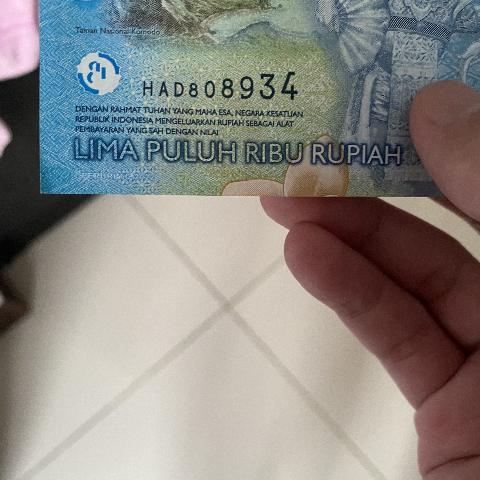 Taman Nasional Komodo
HAD808934
DENGAN RAHMAT TUHAN YANG MAHA ESA, NEGARA KESATUAN
REPUBLIK INDONESIA MENGELUARKAN RUPIAH SEBAGAI ALAT
PEMBAYARAN YANG SAH DENGAN NILAI
LIMA PULUH RIBU RUPIAH